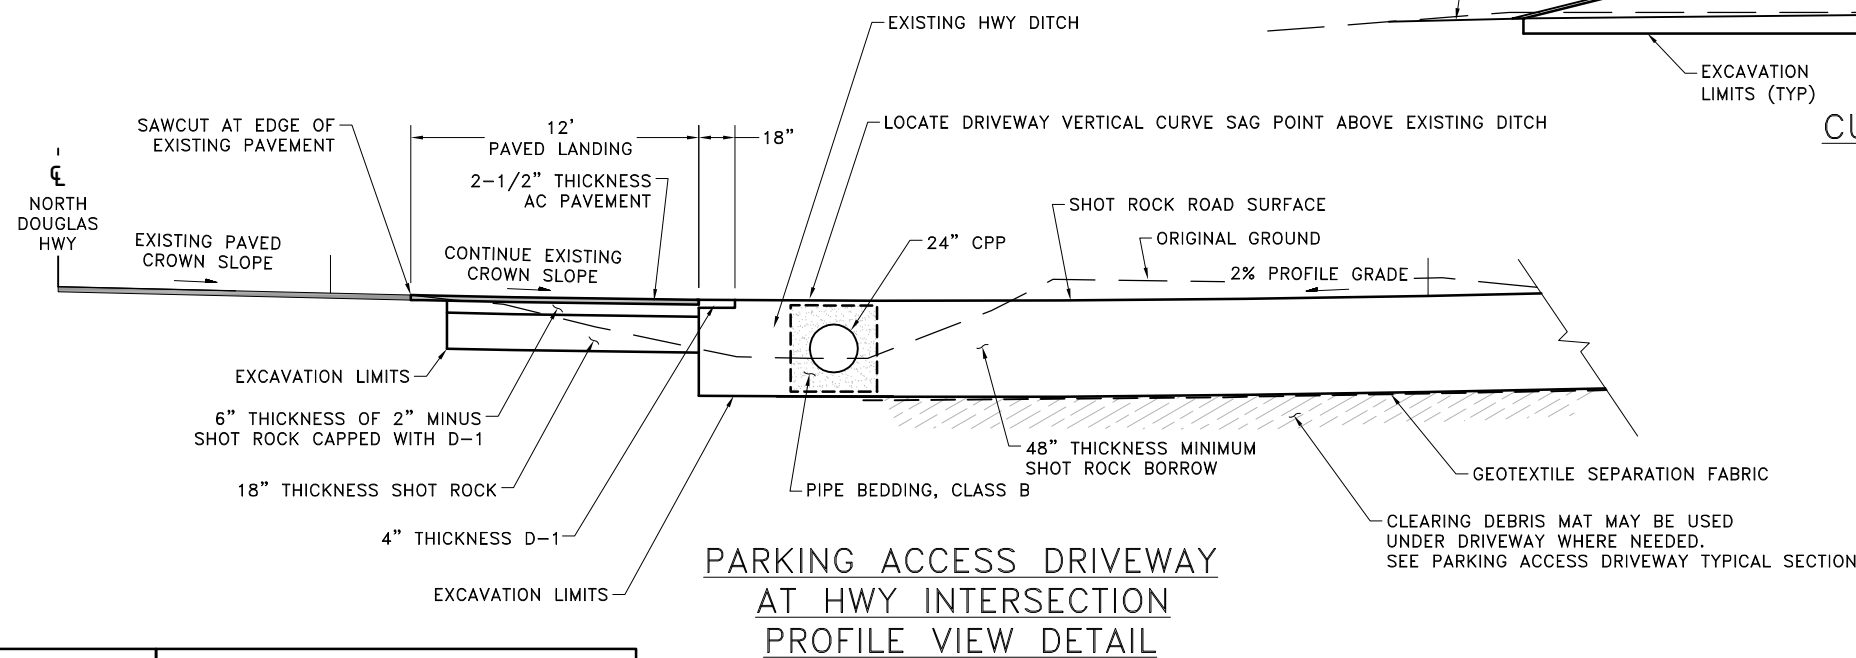 EXISTING HWY DITCH
EXCAVATION
LIMITS (TYP)
SAWCUT AT EDGE OF
EXISTING PAVEMENT
12'
PAVED LANDING
18"
LOCATE DRIVEWAY VERTICAL CURVE SAG POINT ABOVE EXISTING DITCH
2-1/2" THICKNESS
AC PAVEMENT
℄
NORTH
DOUGLAS
HWY
EXISTING PAVED
CROWN SLOPE
CONTINUE EXISTING
CROWN SLOPE
24" CPP
SHOT ROCK ROAD SURFACE
ORIGINAL GROUND
2% PROFILE GRADE
EXCAVATION LIMITS
6" THICKNESS OF 2" MINUS
SHOT ROCK CAPPED WITH D-1
18" THICKNESS SHOT ROCK
4" THICKNESS D-1
EXCAVATION LIMITS
PIPE BEDDING, CLASS B
48" THICKNESS MINIMUM
SHOT ROCK BORROW
GEOTEXTILE SEPARATION FABRIC
CLEARING DEBRIS MAT MAY BE USED
UNDER DRIVEWAY WHERE NEEDED.
SEE PARKING ACCESS DRIVEWAY TYPICAL SECTION
PARKING ACCESS DRIVEWAY
AT HWY INTERSECTION
PROFILE VIEW DETAIL